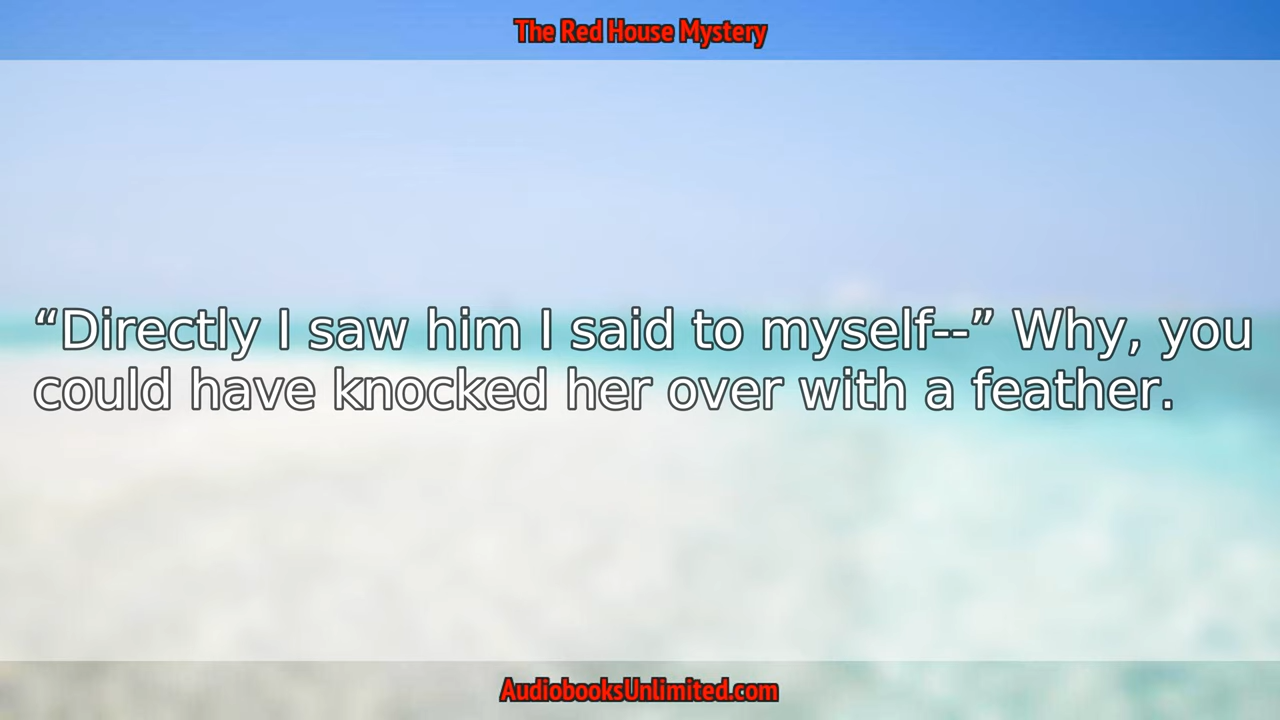 The Red House Mystery
“Directly I saw him I said to myself--” Why, you
could have knocked her over with a feather.
AudiobooksUnlimited.com